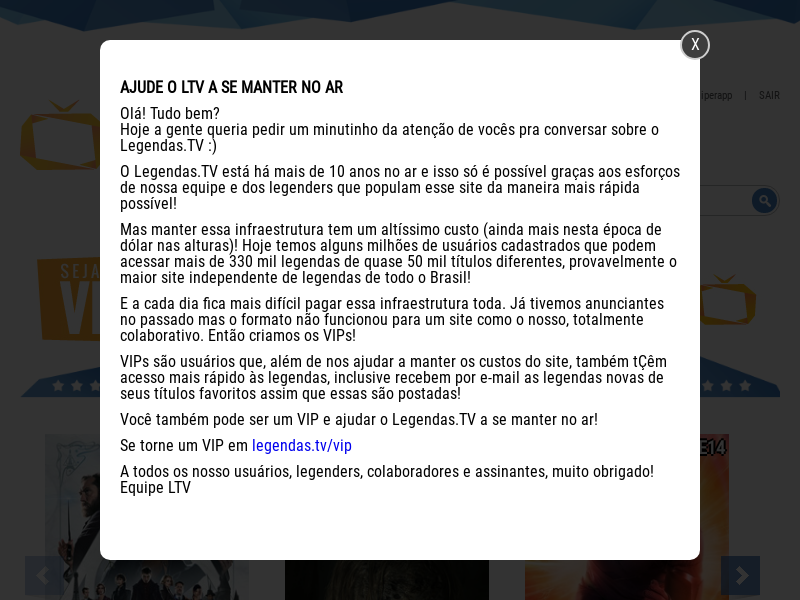 X
AJUDE O LTV A SE MANTER NO AR
iperapp | SAIR
Olá! Tudo bem?
Hoje a gente queria pedir um minutinho da atenção de vocês pra conversar sobre o
Legendas.TV :)
O Legendas.TV está há mais de 10 anos no ar e isso só é possível graças aos esforços
de nossa equipe e dos legenders que populam esse site da maneira mais rápida
possível!
Mas manter essa infraestrutura tem um altíssimo custo (ainda mais nesta época de
dólar nas alturas)! Hoje temos alguns milhões de usuários cadastrados que podem
acessar mais de 330 mil legendas de quase 50 mil títulos diferentes, provavelmente o
maior site independente de legendas de todo o Brasil!
SEJA
E a cada dia fica mais difícil pagar essa infraestrutura toda. Já tivemos anunciantes
no passado mas o formato não funcionou para um site como o nosso, totalmente
colaborativo. Então criamos os VIPs!
VIPs são usuários que, além de nos ajudar a manter os custos do site, também tÇêm
acesso mais rápido às legendas, inclusive recebem por e-mail as legendas novas de
seus títulos favoritos assim que essas são postadas!
Você também pode ser um VIP e ajudar o Legendas.TV a se manter no ar!
Se torne um VIP em legendas.tv/vip
E14
A todos os nosso usuários, legenders, colaboradores e assinantes, muito obrigado!
Equipe LTV